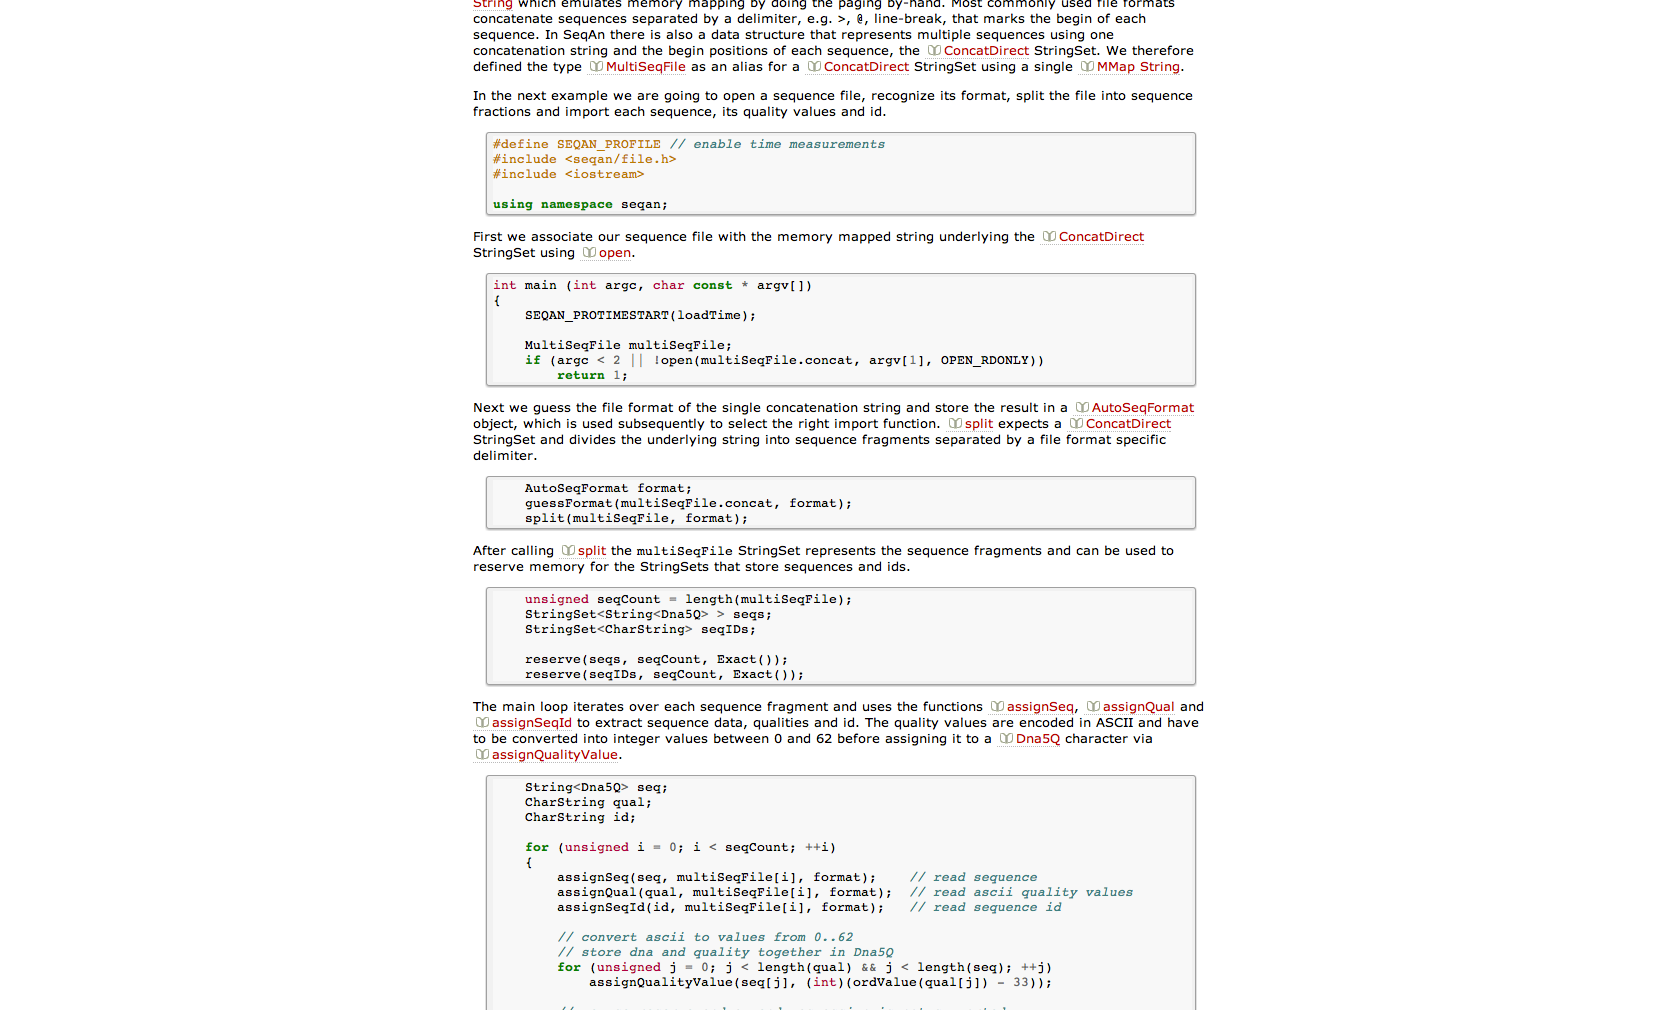 String which emulates memory mapping by doing the paging by-hand. Most commonly used file formats
concatenate sequences separated by a delimiter, e.g. >, @, line-break, that marks the begin of each
sequence. In SeqAn there is also a data structure that represents multiple sequences using one
concatenation string and the begin positions of each sequence, the ConcatDirect StringSet. We therefore
defined the type MultiSeqFile as an alias for a ConcatDirect StringSet using a single MMap String.
In the next example we are going to open a sequence file, recognize its format, split the file into sequence
fractions and import each sequence, its quality values and id.
#define SEQAN_PROFILE // enable time measurements
#include <seqan/file.h>
#include <iostream>
using namespace seqan;
First we associate our sequence file with the memory mapped string underlying the ConcatDirect
StringSet using open.
int main (int argc, char const * argv[])
{
SEQAN_PROTIMESTART(loadTime);
MultiSeqFile multiSeqFile;
if (argc < 2 || !open(multiSeqFile.concat, argv[1], OPEN_RDONLY))
return 1;
Next we guess the file format of the single concatenation string and store the result in a AutoSeqFormat
object, which is used subsequently to select the right import function. split expects a ConcatDirect
StringSet and divides the underlying string into sequence fragments separated by a file format specific
delimiter.
AutoSeqFormat format;
guessFormat(multiSeqFile.concat, format);
split(multiSeqFile, format);
After calling split the multiSeqFile StringSet represents the sequence fragments and can be used to
reserve memory for the StringSets that store sequences and ids.
unsigned seqCount = length(multiSeqFile);
StringSet<String<Dna5Q> > seqs;
StringSet<CharString> seqIDs;
reserve(seqs, seqCount, Exact());
reserve(seqIDs, seqCount, Exact());
The main loop iterates over each sequence fragment and uses the functions assignSeq, assignQual and
assignSeqId to extract sequence data, qualities and id. The quality values are encoded in ASCII and have
to be converted into integer values between 0 and 62 before assigning it to a Dna5Q character via
assignQualityValue.
String<Dna5Q> seq;
CharString qual;
CharString id;
for (unsigned i = 0; i < seqCount; ++i)
{
assignSeq(seq, multiSeqFile[i], format); // read sequence
assignQual(qual, multiSeqFile[i], format); // read ascii quality values
assignSeqId(id, multiSeqFile[i], format); // read sequence id
// convert ascii to values from 0..62
// store dna and quality together in Dna5Q
for (unsigned j = 0; j < length(qual) && j < length(seq); ++j)
assignQualityValue(seq[j], (int)(ordValue(qual[j]) - 33));